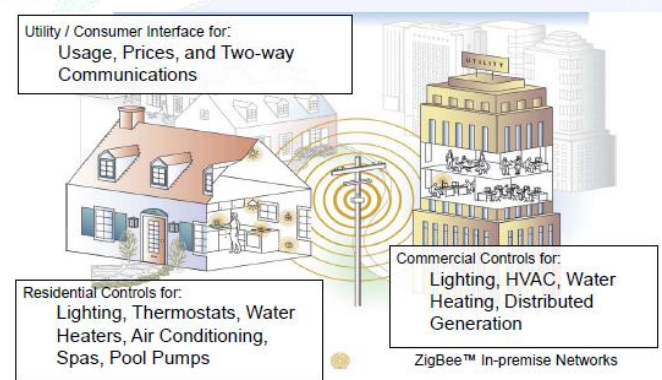 Utility / Consumer Interface for:
Usage, Prices, and Two-way
Communications
UTILITY
Commercial Controls for:
Lighting, HVAC, Water
Heating, Distributed
Generation
Residential Controls for:
Lighting, Thermostats, Water
Heaters, Air Conditioning,
Spas, Pool Pumps
ZigBee™ In-premise Networks